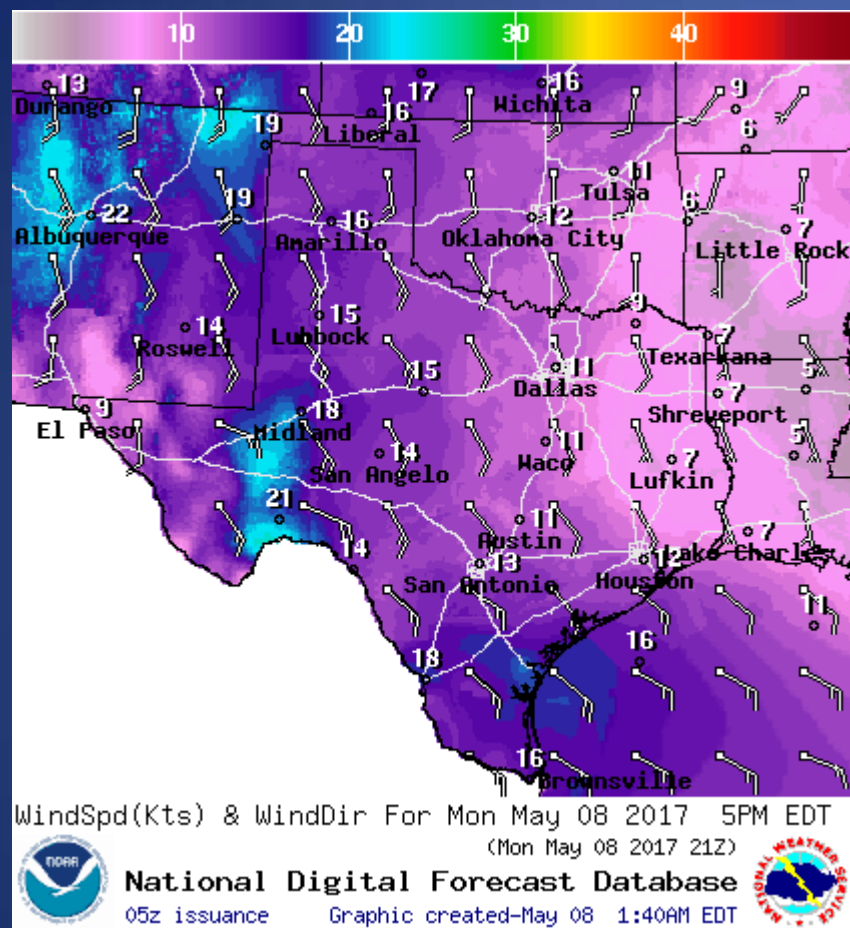 10 20 30 40
13 17 16 9
Durango 16 Wichita
19 Liberal 6
11
Tulsa
22 19 16 12 6 7
Albuquerque Amarillo Oklahoma City Little Rock
14 15 9
Roswell Lubbock 7
Texarkana
15 11
Dallas 7 5
9 18 Shreveport
El Paso Midland
14 11 5
San Angelo Waco 7
Lufkin
21 11 7
Austin
14 13 12 Lake Charles
San Antonio Houston
11
18 16
16
Brownsville
WindSpd(Kts) & WindDir For Mon May 08 2017 5PM EDT
(Mon May 08 2017 21Z)
NOAA
National Digital Forecast Database
05z issuance Graphic created-May 08 1:40AM EDT
NATIONAL WEATHER SERVICE